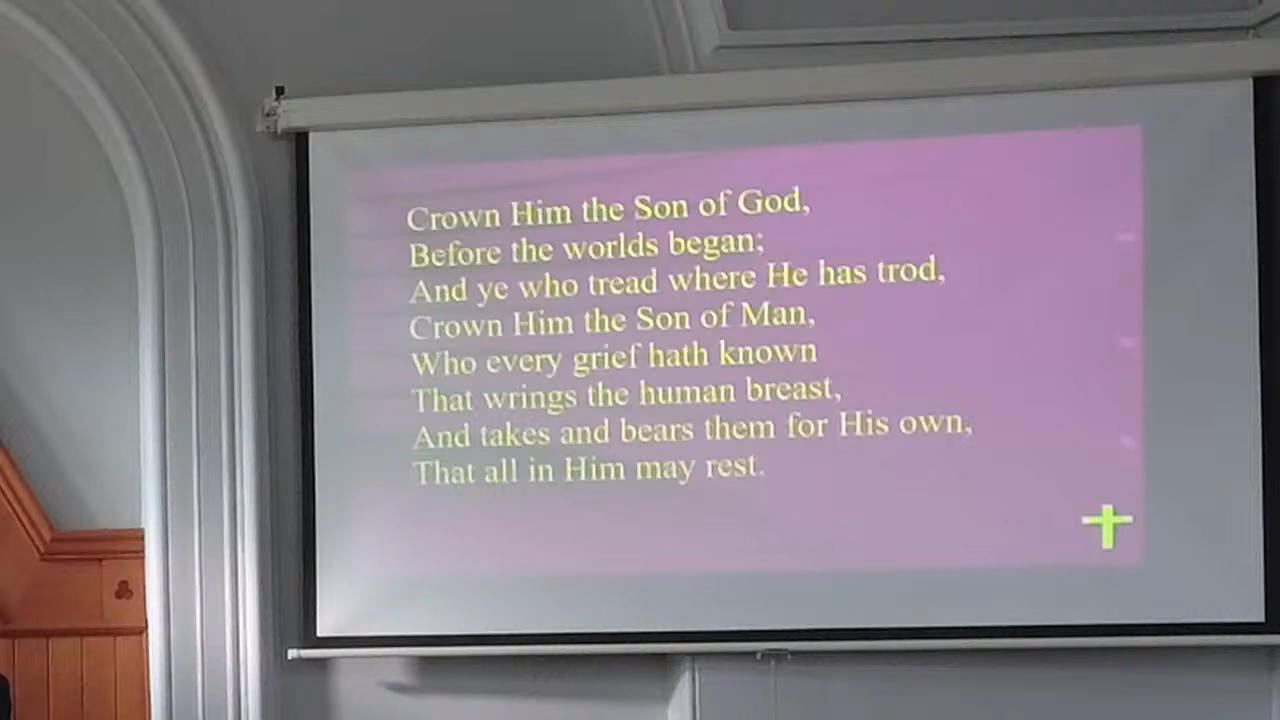 Crown Him the Son of God,
Before the worlds began;
And ye who tread where He has trod,
Crown Him the Son of Man,
Who every grief hath known
That wrings the human breast,
And takes and bears them for His own,
That all in Him may rest.